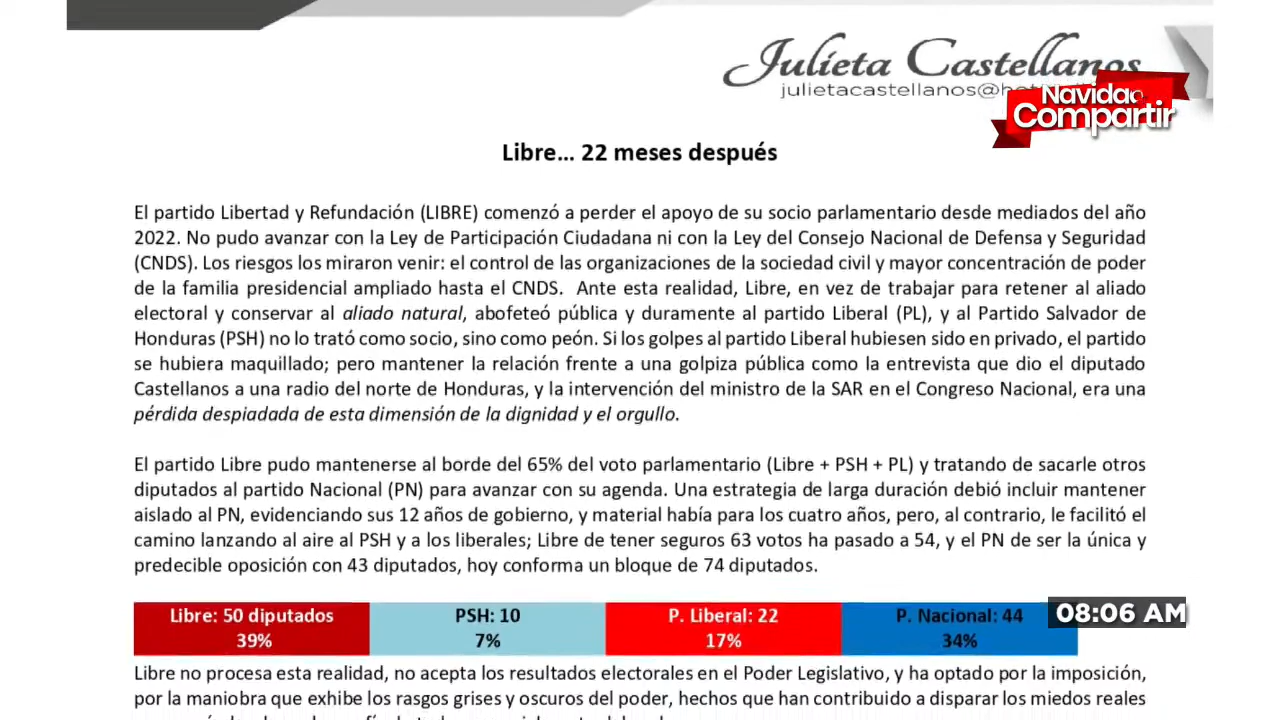 Julieta Castellanos
julietacastellanos@
Navidad
Compartir
Libre... 22 meses después
El partido Libertad y Refundación (LIBRE) comenzó a perder el apoyo de su socio parlamentario desde mediados del año
2022. No pudo avanzar con la Ley de Participación Ciudadana ni con la Ley del Consejo Nacional de Defensa y Seguridad
(CNDS). Los riesgos los miraron venir: el control de las organizaciones de la sociedad civil y mayor concentración de poder
de la familia presidencial ampliado hasta el CNDS. Ante esta realidad, Libre, en vez de trabajar para retener al aliado
electoral y conservar al aliado natural, abofeteó pública y duramente al partido Liberal (PL), y al Partido Salvador de
Honduras (PSH) no lo trató como socio, sino como peón. Si los golpes al partido Liberal hubiesen sido en privado, el partido
se hubiera maquillado; pero mantener la relación frente a una golpiza pública como la entrevista que dio el diputado
Castellanos a una radio del norte de Honduras, y la intervención del ministro de la SAR en el Congreso Nacional, era una
pérdida despiadada de esta dimensión de la dignidad y el orgullo.
El partido Libre pudo mantenerse al borde del 65% del voto parlamentario (Libre + PSH + PL) y tratando de sacarle otros
diputados al partido Nacional (PN) para avanzar con su agenda. Una estrategia de larga duración debió incluir mantener
aislado al PN, evidenciando sus 12 años de gobierno, y material había para los cuatro años, pero, al contrario, le facilitó el
camino lanzando al aire al PSH y a los liberales; Libre de tener seguros 63 votos ha pasado a 54, y el PN de ser la única y
predecible oposición con 43 diputados, hoy conforma un bloque de 74 diputados.
Libre: 50 diputados PSH: 10 P. Liberal: 22 P. Nacional: 44
39% 7% 17% 34%
08:06 AM
Libre no procesa esta realidad, no acepta los resultados electorales en el Poder Legislativo, y ha optado por la imposición,
por la maniobra que exhibe los rasgos grises y oscuros del poder, hechos que han contribuido a disparar los miedos reales